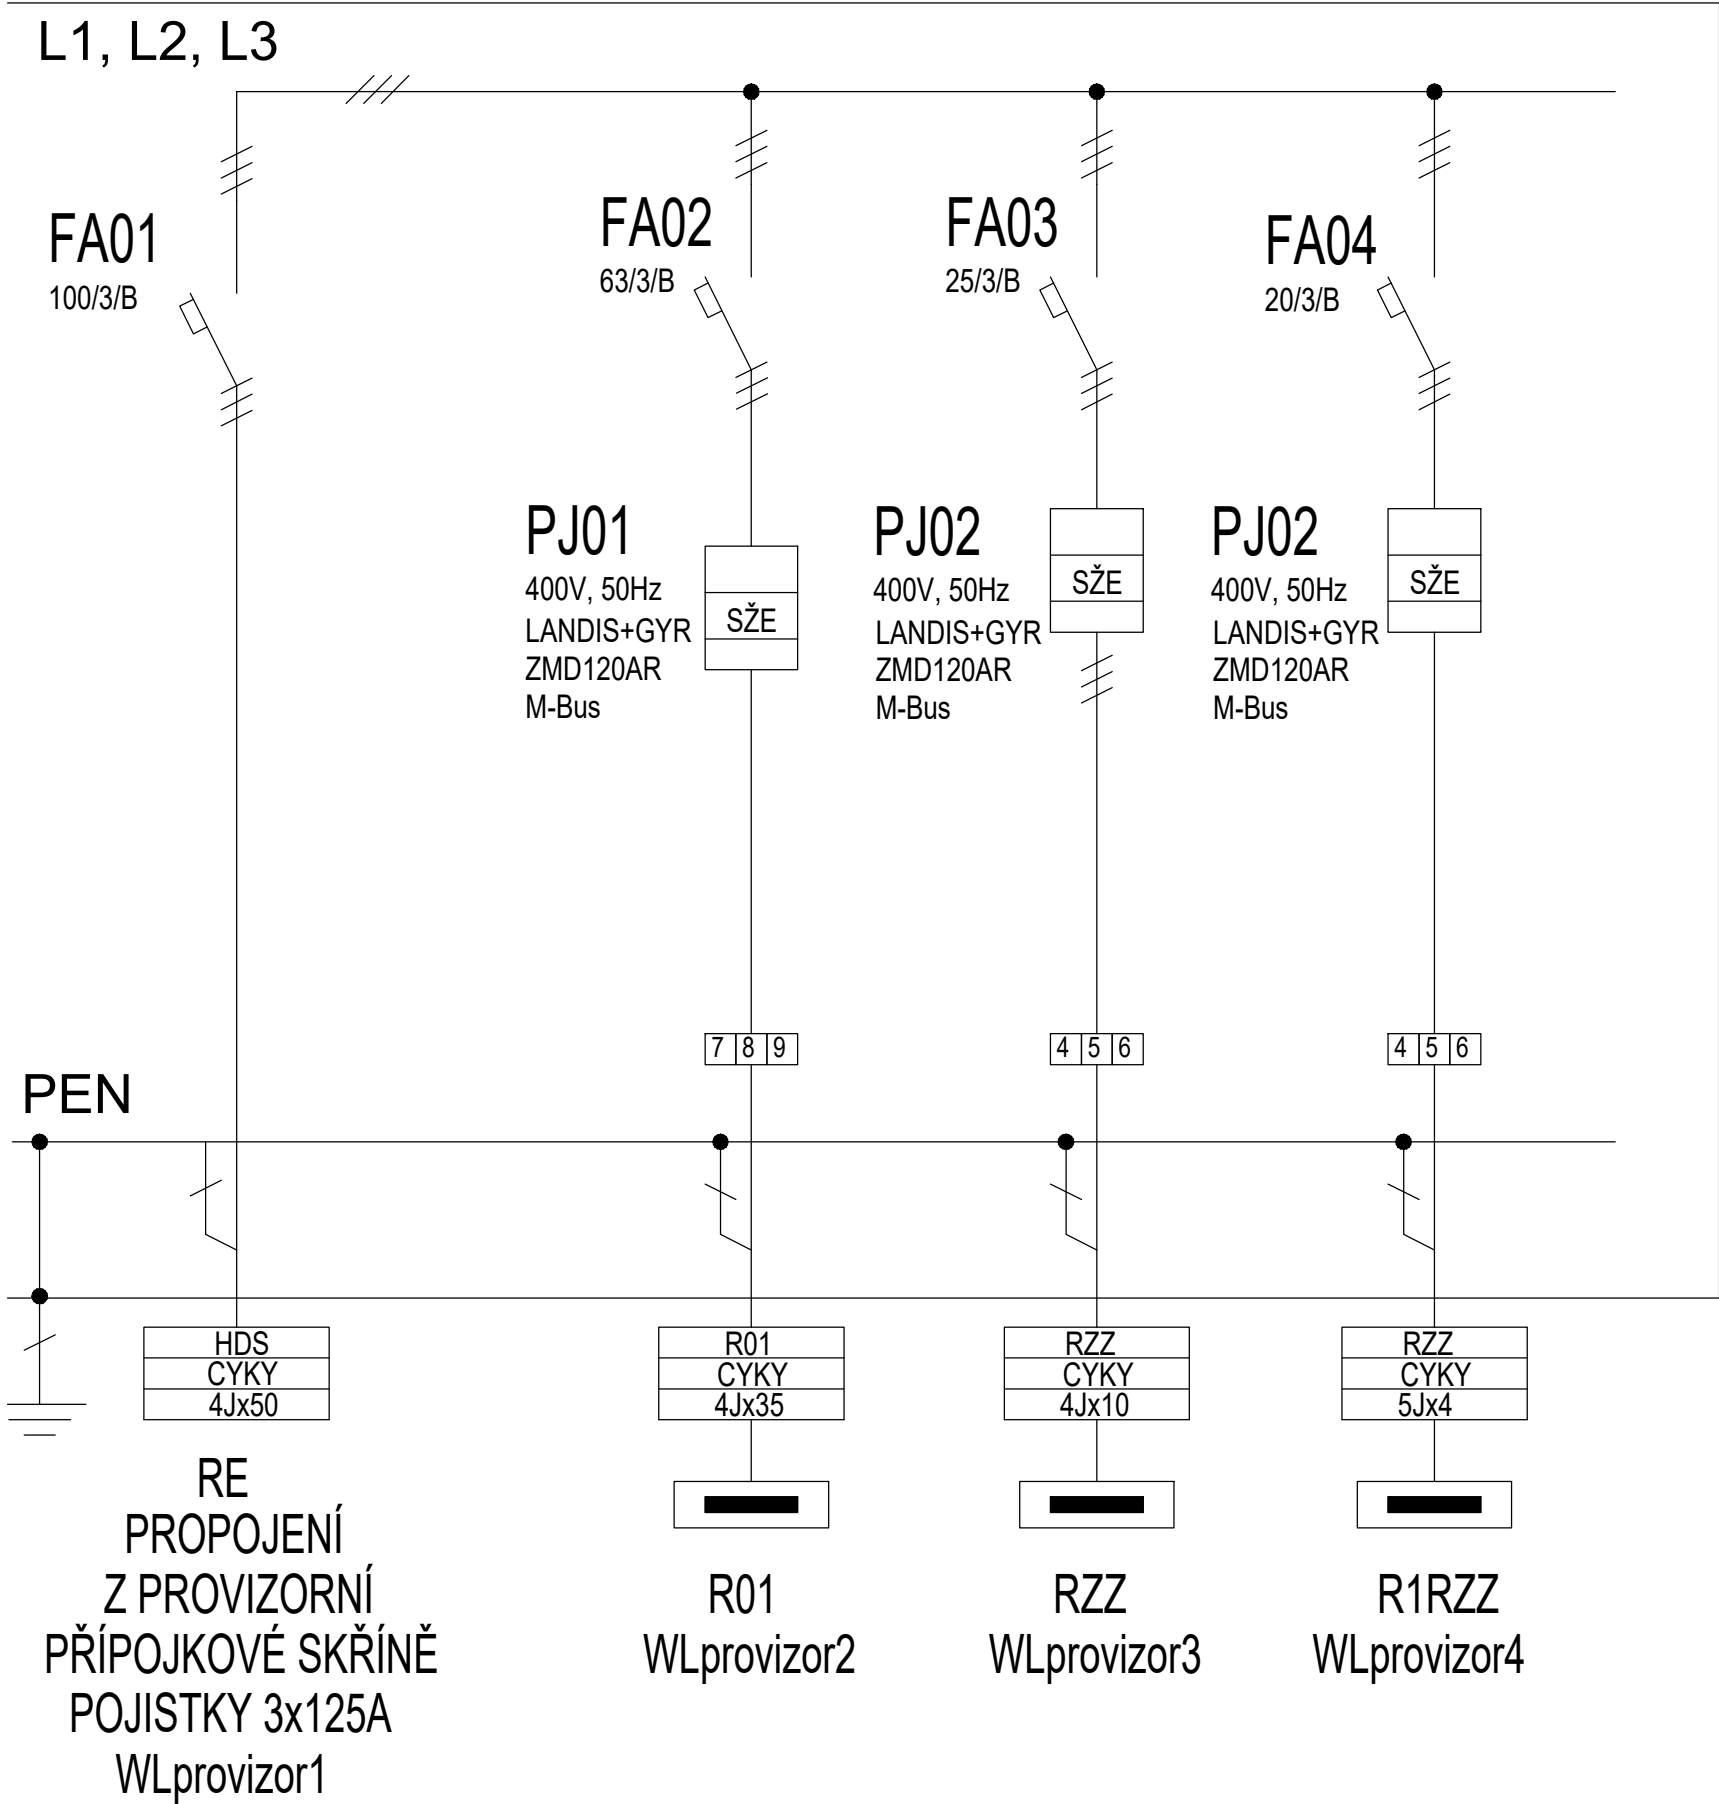 L1, L2, L3
FA01
100/3/B
FA02
63/3/B
FA03
25/3/B
FA04
20/3/B
PJ01
400V, 50Hz
LANDIS+GYR
ZMD120AR
M-Bus
SŽE
PJ02
400V, 50Hz
LANDIS+GYR
ZMD120AR
M-Bus
SŽE
PJ02
400V, 50Hz
LANDIS+GYR
ZMD120AR
M-Bus
SŽE
7 8 9
4 5 6
4 5 6
PEN
HDS
CYKY
4Jx50
R01
CYKY
4Jx35
RZZ
CYKY
4Jx10
RZZ
CYKY
5Jx4
RE
PROPOJENÍ
Z PROVIZORNÍ
PŘÍPOJKOVÉ SKŘÍNĚ
POJISTKY 3x125A
WLprovizor1
R01
WLprovizor2
RZZ
WLprovizor3
R1RZZ
WLprovizor4